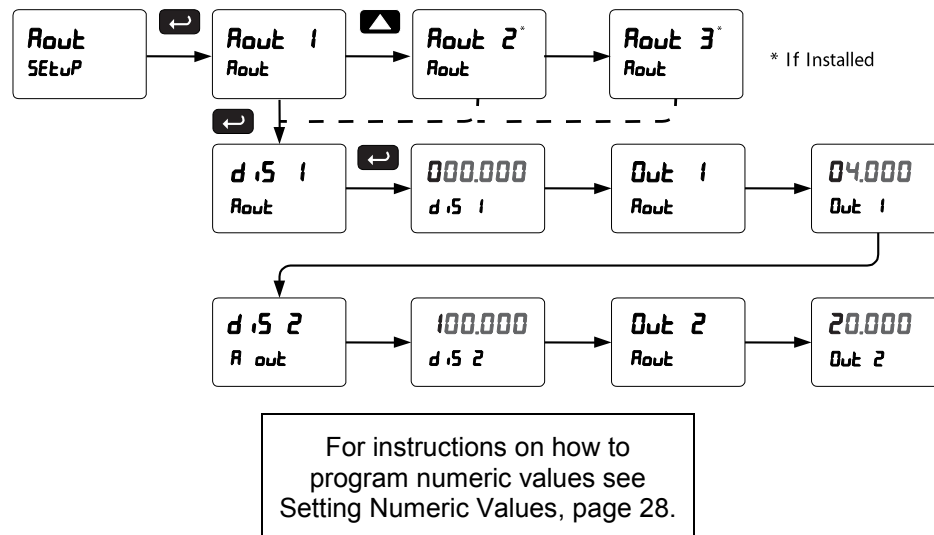 Aout
SEtuP
Aout 1
Aout
Aout 2*
Aout
Aout 3*
Aout
* If Installed
diS 1
Aout
000.000
diS 1
Out 1
Aout
04.000
Out 1
diS 2
A out
100.000
diS 2
Out 2
Aout
20.000
Out 2
For instructions on how to
program numeric values see
Setting Numeric Values, page 28.